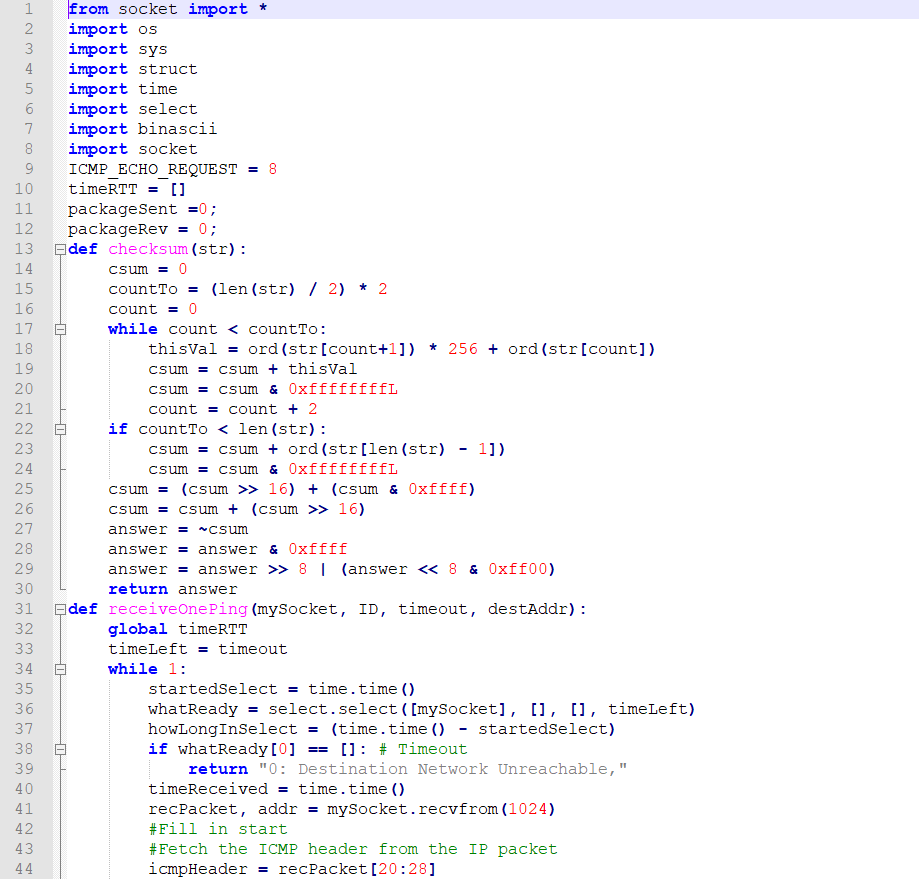 1 from socket import *
2 import os
3 import sys
4 import struct
5 import time
6 import select
7 import binascii
8 import socket
9 ICMP_ECHO_REQUEST = 8
10 timeRTT = []
11 packageSent =0;
12 packageRev = 0;
13 def checksum(str):
14     csum = 0
15     countTo = (len(str) / 2) * 2
16     count = 0
17     while count < countTo:
18         thisVal = ord(str[count+1]) * 256 + ord(str[count])
19         csum = csum + thisVal
20         csum = csum & 0xffffffffL
21         count = count + 2
22     if countTo < len(str):
23         csum = csum + ord(str[len(str) - 1])
24         csum = csum & 0xffffffffL
25     csum = (csum >> 16) + (csum & 0xffff)
26     csum = csum + (csum >> 16)
27     answer = ~csum
28     answer = answer & 0xffff
29     answer = answer >> 8 | (answer << 8 & 0xff00)
30     return answer
31 def receiveOnePing(mySocket, ID, timeout, destAddr):
32     global timeRTT
33     timeLeft = timeout
34     while 1:
35         startedSelect = time.time()
36         whatReady = select.select([mySocket], [], [], timeLeft)
37         howLongInSelect = (time.time() - startedSelect)
38         if whatReady[0] == []: # Timeout
39             return "0: Destination Network Unreachable,"
40         timeReceived = time.time()
41         recPacket, addr = mySocket.recvfrom(1024)
42         #Fill in start
43         #Fetch the ICMP header from the IP packet
44         icmpHeader = recPacket[20:28]